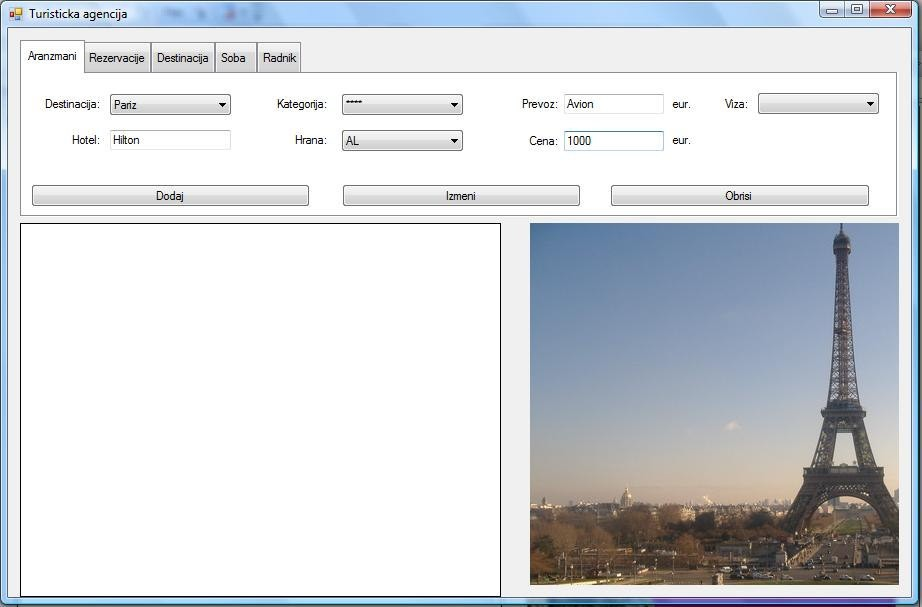 Turisticka agencija
Aranzmani Rezervacije Destinacija Soba Radnik
Destinacija: Pariz Kategorija: **** Prevoz: Avion eur. Viza:
Hotel: Hilton Hrana: AL Cena: 1000 eur.
Dodaj Izmeni Obrisi